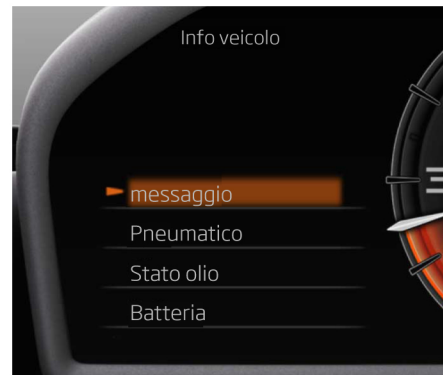 Info veicolo
messaggio
Pneumatico
Stato olio
Batteria